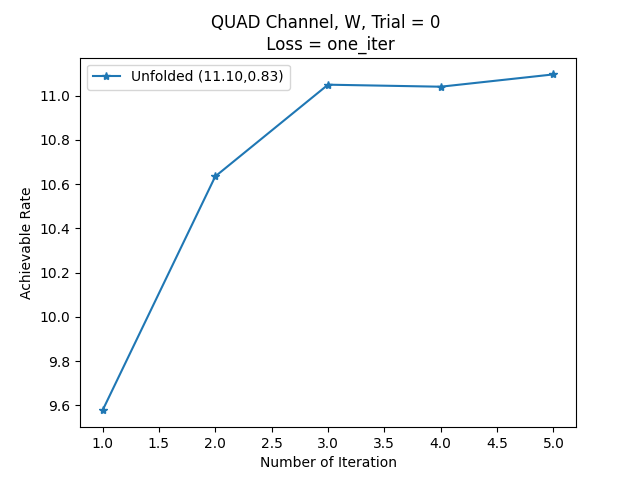 QUAD Channel, W, Trial = 0
Loss = one_iter
Unfolded (11.10,0.83)
Achievable Rate
11.0
10.8
10.6
10.4
10.2
10.0
9.8
9.6
1.0 1.5 2.0 2.5 3.0 3.5 4.0 4.5 5.0
Number of Iteration